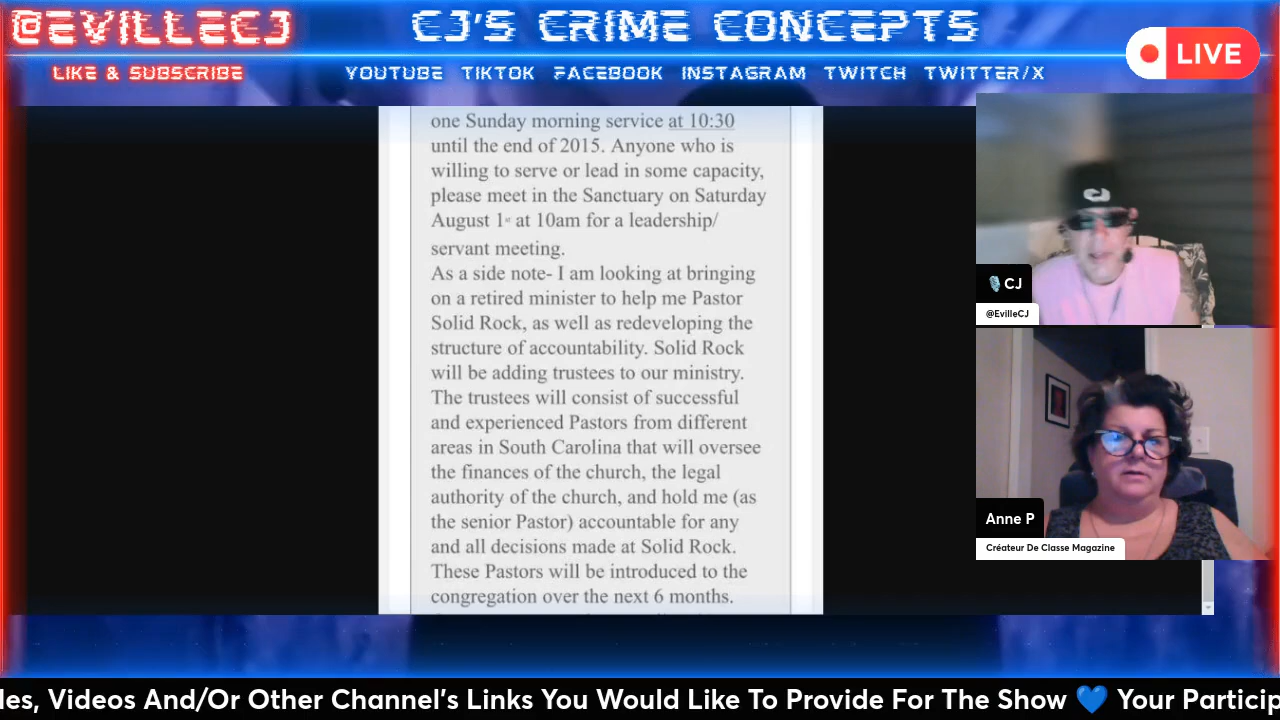 @EVILLECJ
CJ'S CRIME CONCEPTS
LIVE
LIKE & SUBSCRIBE
YOUTUBE TIKTOK FACEBOOK INSTAGRAM TWITCH TWITTER/X
one Sunday morning service at 10:30
until the end of 2015. Anyone who is
willing to serve or lead in some capacity,
please meet in the Sanctuary on Saturday
August 1st at 10am for a leadership/
servant meeting.
As a side note- I am looking at bringing
on a retired minister to help me Pastor
Solid Rock, as well as redeveloping the
structure of accountability. Solid Rock
will be adding trustees to our ministry.
The trustees will consist of successful
and experienced Pastors from different
areas in South Carolina that will oversee
the finances of the church, the legal
authority of the church, and hold me (as
the senior Pastor) accountable for any
and all decisions made at Solid Rock.
These Pastors will be introduced to the
congregation over the next 6 months.
🎙️CJ
@EvilleCJ
Anne P
Créateur De Classe Magazine
les, Videos And/Or Other Channel's Links You Would Like To Provide For The Show 💙 Your Particip